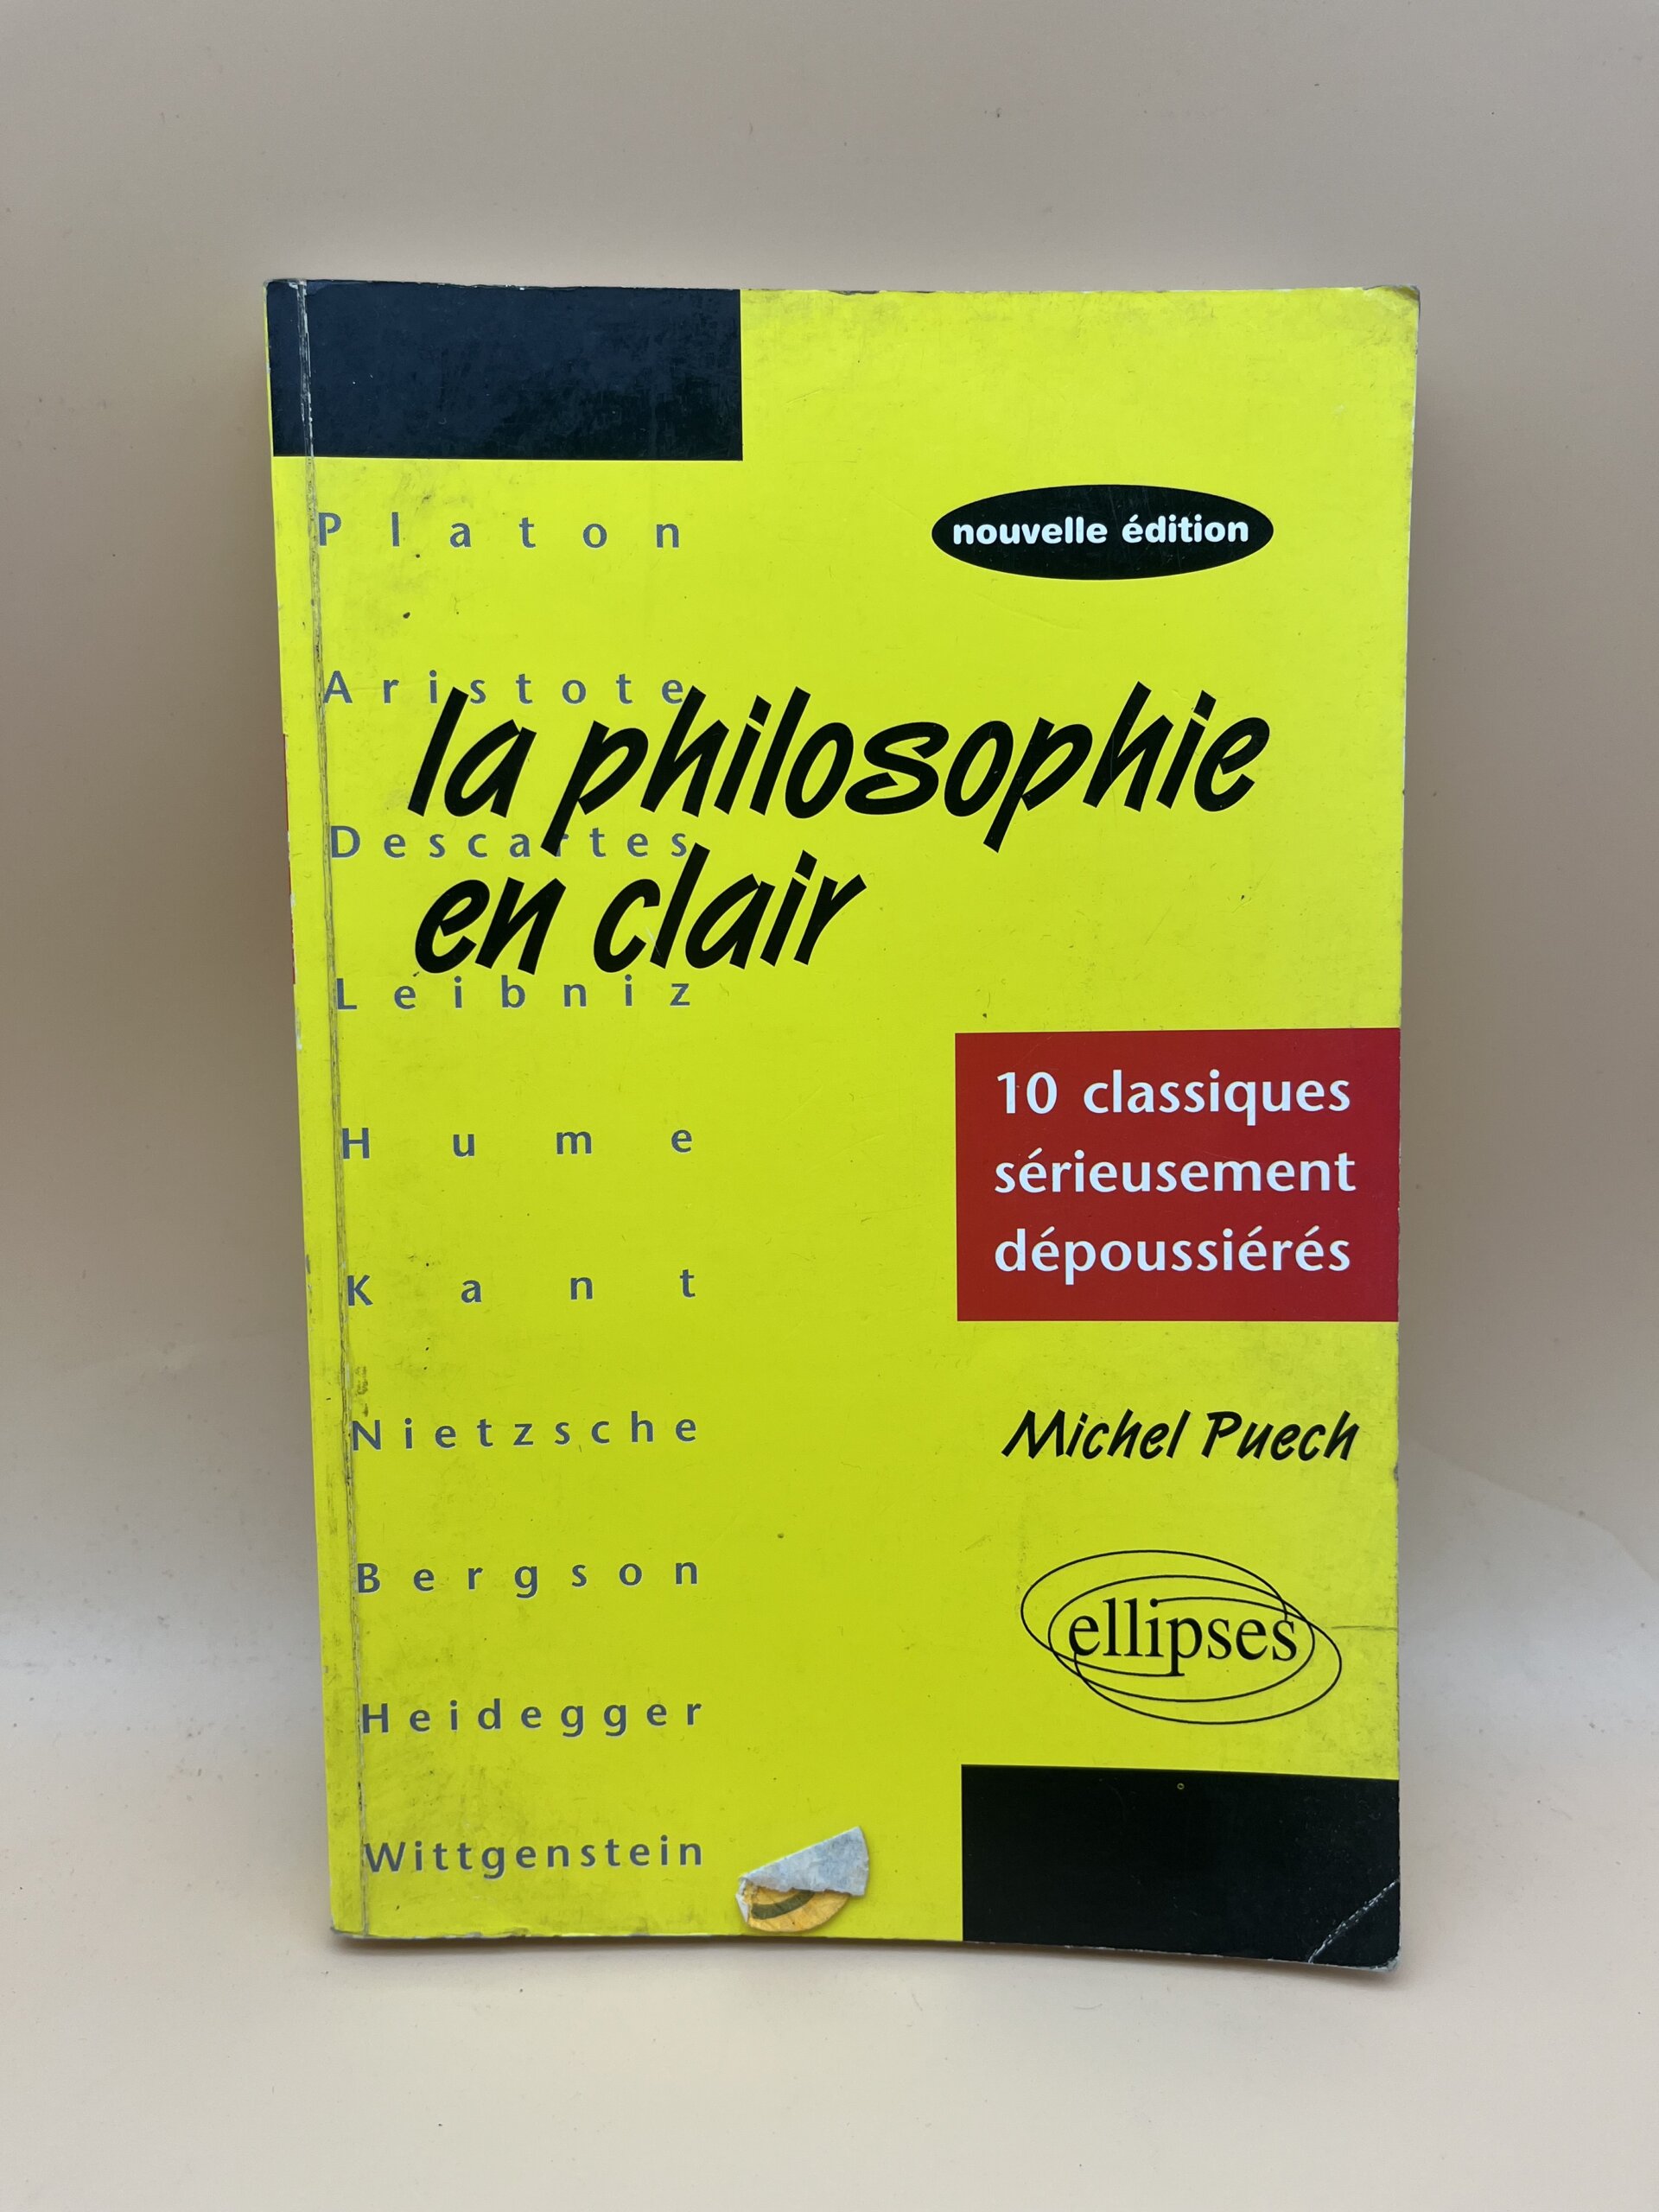 nouvelle édition
Platon
Aristote
la philosophie
Descartes
en clair
Leibniz
10 classiques
sérieusement
dépoussiérés
Hume
Kant
Nietzsche
Michel Puech
Bergson
ellipses
Heidegger
Wittgenstein